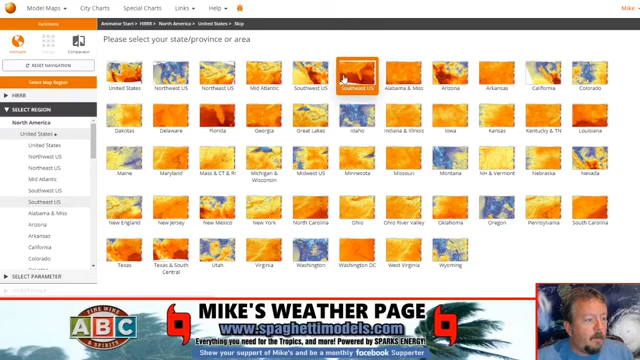 Model Maps City Charts Special Charts Links Help Mike
Functions
Animator Start > HRRR > North America > United States > Skip
Please select your state/province or area
Animate Comparator
RESET NAVIGATION
Select Map Region
HRRR
SELECT REGION
North America
United States
United States
Northwest US
Northeast US
Mid Atlantic
Southwest US
Southeast US
Alabama & Miss
Arizona
Arkansas
California
Colorado
SELECT PARAMETER
United States Northwest US Northeast US Mid Atlantic Southwest US Southeast US Alabama & Miss Arizona Arkansas California Colorado
Dakotas Delaware Florida Georgia Great Lakes Idaho Indiana & Illinois Iowa Kansas Kentucky & TN Louisiana
Maine Maryland Mass & CT & R Michigan & Wisconsin Midwest US Minnesota Missouri Montana NH & Vermont Nebraska Nevada
New England New Jersey New Mexico New York North Carolina Ohio Ohio River Valley Oklahoma Oregon Pennsylvania South Carolina
Texas Texas & South Central Utah Virginia Washington Washington DC West Virginia Wyoming
FINE WINE
ABC
& SPIRITS
MIKE'S WEATHER PAGE
www.spaghettimodels.com
Everything you need for the Tropics, and more! Powered by SPARKS ENERGY!
Show your support of Mike's and be a monthly facebook Supporter